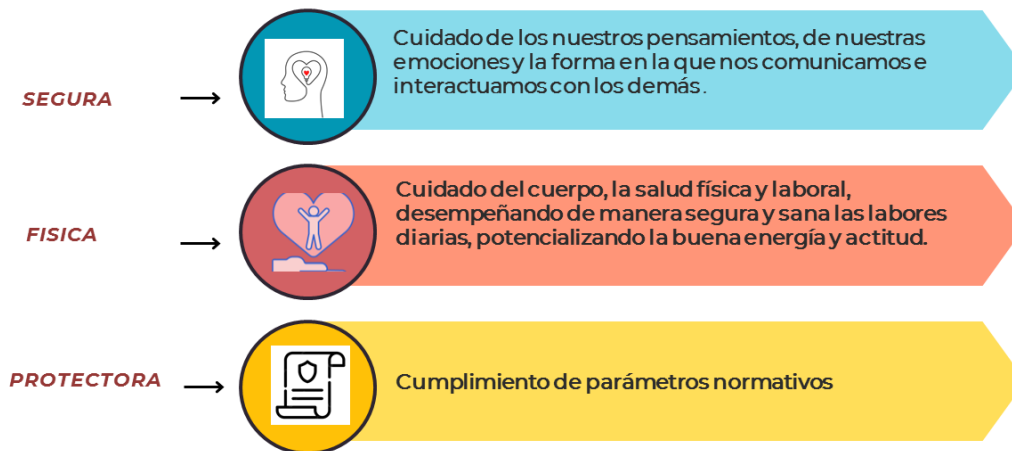 SEGURA
Cuidado de los nuestros pensamientos, de nuestras
emociones y la forma en la que nos comunicamos e
interactuamos con los demás.
FISICA
Cuidado del cuerpo, la salud física y laboral,
desempeñando de manera segura y sana las labores
diarias, potencializando la buena energía y actitud.
PROTECTORA
Cumplimiento de parámetros normativos